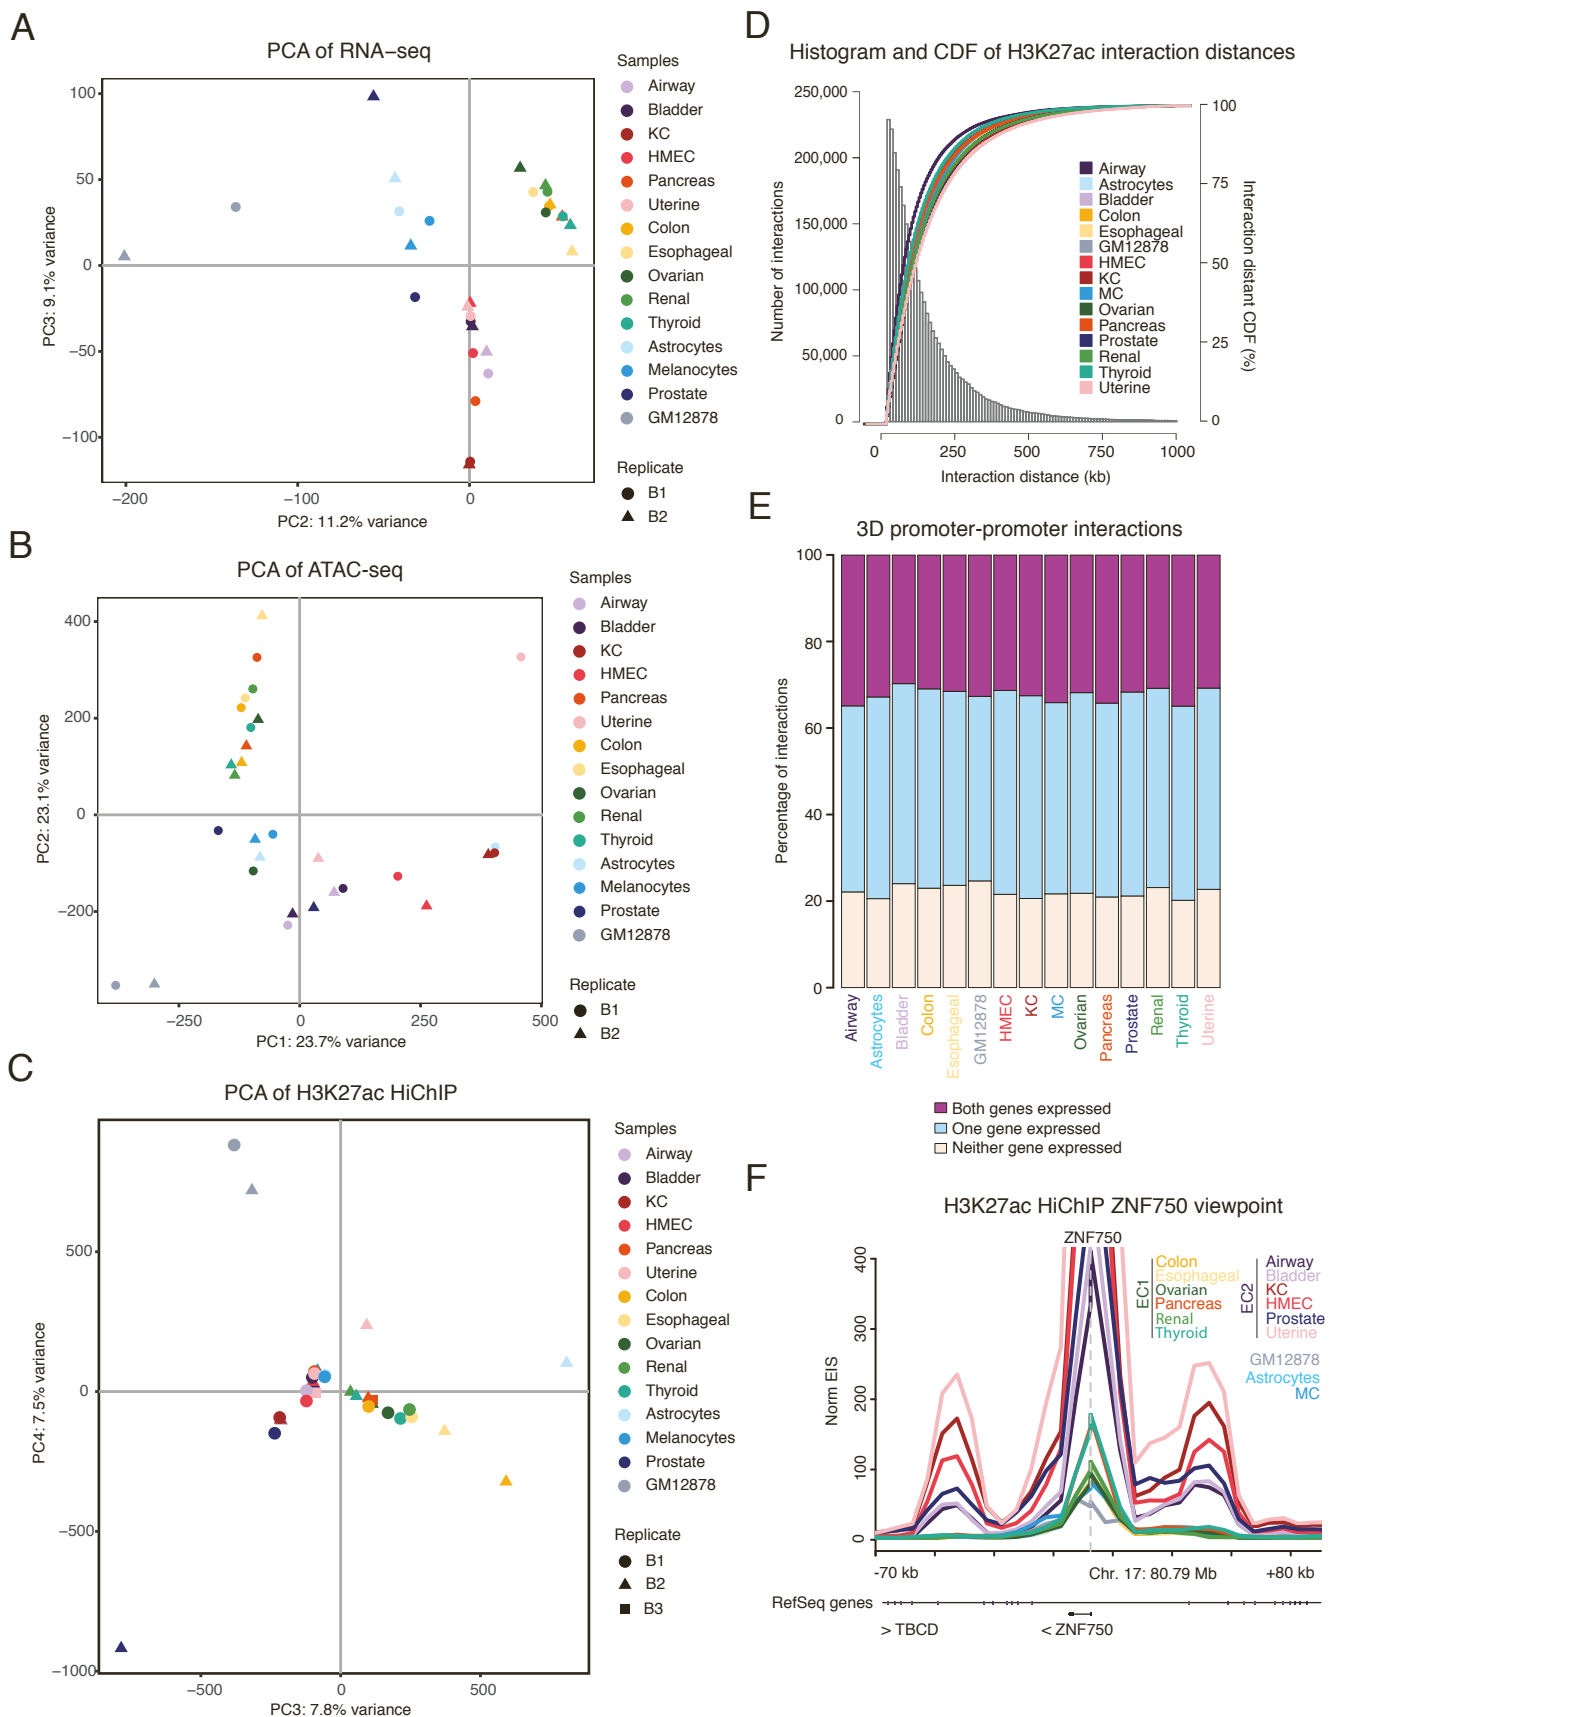 A
PCA of RNA–seq
PC3: 9.1% variance
100
50
0
−50
−100
−200
−100
0
PC2: 11.2% variance
Samples
Airway
Bladder
KC
HMEC
Pancreas
Uterine
Colon
Esophageal
Ovarian
Renal
Thyroid
Astrocytes
Melanocytes
Prostate
GM12878
Replicate
B1
B2
B
PCA of ATAC-seq
PC2: 23.1% variance
400
200
0
−200
−250
0
250
500
PC1: 23.7% variance
Samples
Airway
Bladder
KC
HMEC
Pancreas
Uterine
Colon
Esophageal
Ovarian
Renal
Thyroid
Astrocytes
Melanocytes
Prostate
GM12878
Replicate
B1
B2
C
PCA of H3K27ac HiChIP
PC4: 7.5% variance
500
0
−500
−1000
−500
0
500
PC3: 7.8% variance
Samples
Airway
Bladder
KC
HMEC
Pancreas
Uterine
Colon
Esophageal
Ovarian
Renal
Thyroid
Astrocytes
Melanocytes
Prostate
GM12878
Replicate
B1
B2
B3
D
Histogram and CDF of H3K27ac interaction distances
Number of interactions
250,000
200,000
150,000
100,000
50,000
0
100
75
50
25
0
Interaction distant CDF (%)
Airway
Astrocytes
Bladder
Colon
Esophageal
GM12878
HMEC
KC
MC
Ovarian
Pancreas
Prostate
Renal
Thyroid
Uterine
0
250
500
750
1000
Interaction distance (kb)
E
3D promoter-promoter interactions
Percentage of interactions
100
80
60
40
20
0
Airway
Astrocytes
Bladder
Colon
Esophageal
GM12878
HMEC
KC
MC
Ovarian
Pancreas
Prostate
Renal
Thyroid
Uterine
Both genes expressed
One gene expressed
Neither gene expressed
F
H3K27ac HiChIP ZNF750 viewpoint
ZNF750
Norm EIS
400
300
200
100
0
EC1
Colon
Esophageal
Ovarian
Pancreas
Renal
Thyroid
EC2
Airway
Bladder
KC
HMEC
Prostate
Uterine
GM12878
Astrocytes
MC
-70 kb
Chr. 17: 80.79 Mb
+80 kb
RefSeq genes
> TBCD
< ZNF750